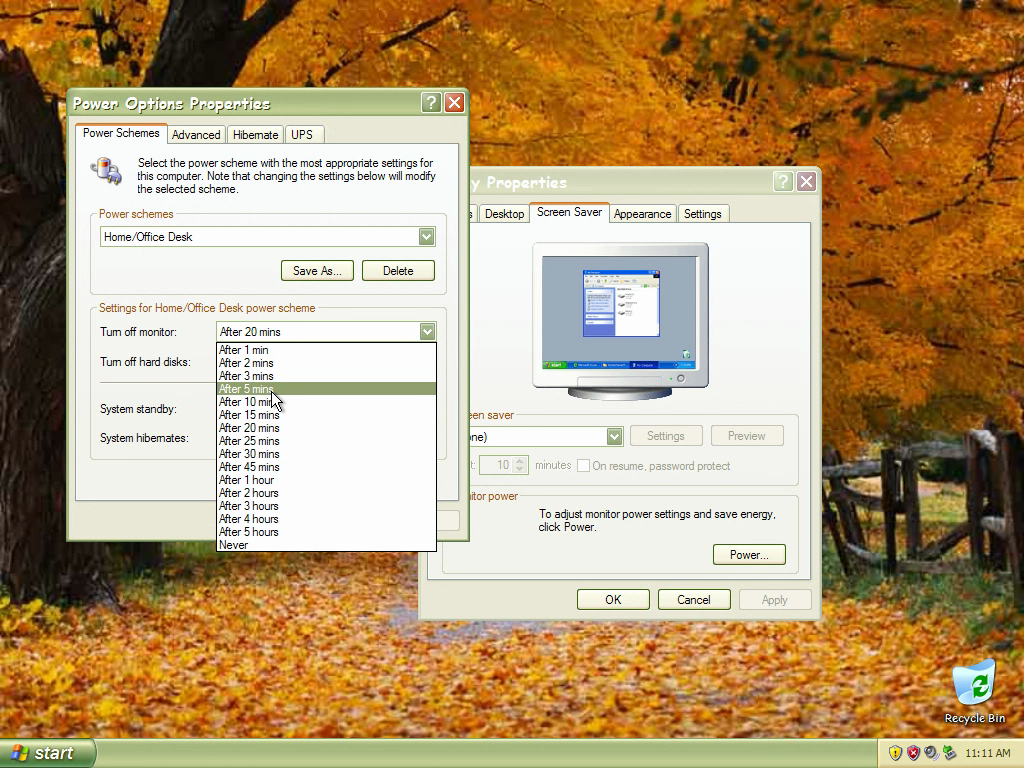 Power Options Properties
Power Schemes
Advanced
Hibernate
UPS
Select the power scheme with the most appropriate settings for
this computer. Note that changing the settings below will modify
the selected scheme.
Power schemes
Home/Office Desk
Save As...
Delete
Settings for Home/Office Desk power scheme
Turn off monitor:
After 20 mins
Turn off hard disks:
System standby:
System hibernates:
After 1 min
After 2 mins
After 3 mins
After 5 mins
After 10 mins
After 15 mins
After 20 mins
After 25 mins
After 30 mins
After 45 mins
After 1 hour
After 2 hours
After 3 hours
After 4 hours
After 5 hours
Never
y Properties
s
Desktop
Screen Saver
Appearance
Settings
start
een saver
ne)
Settings
Preview
t:
10
minutes
On resume, password protect
itor power
To adjust monitor power settings and save energy,
click Power.
Power...
OK
Cancel
Apply
Recycle Bin
start
11:11 AM